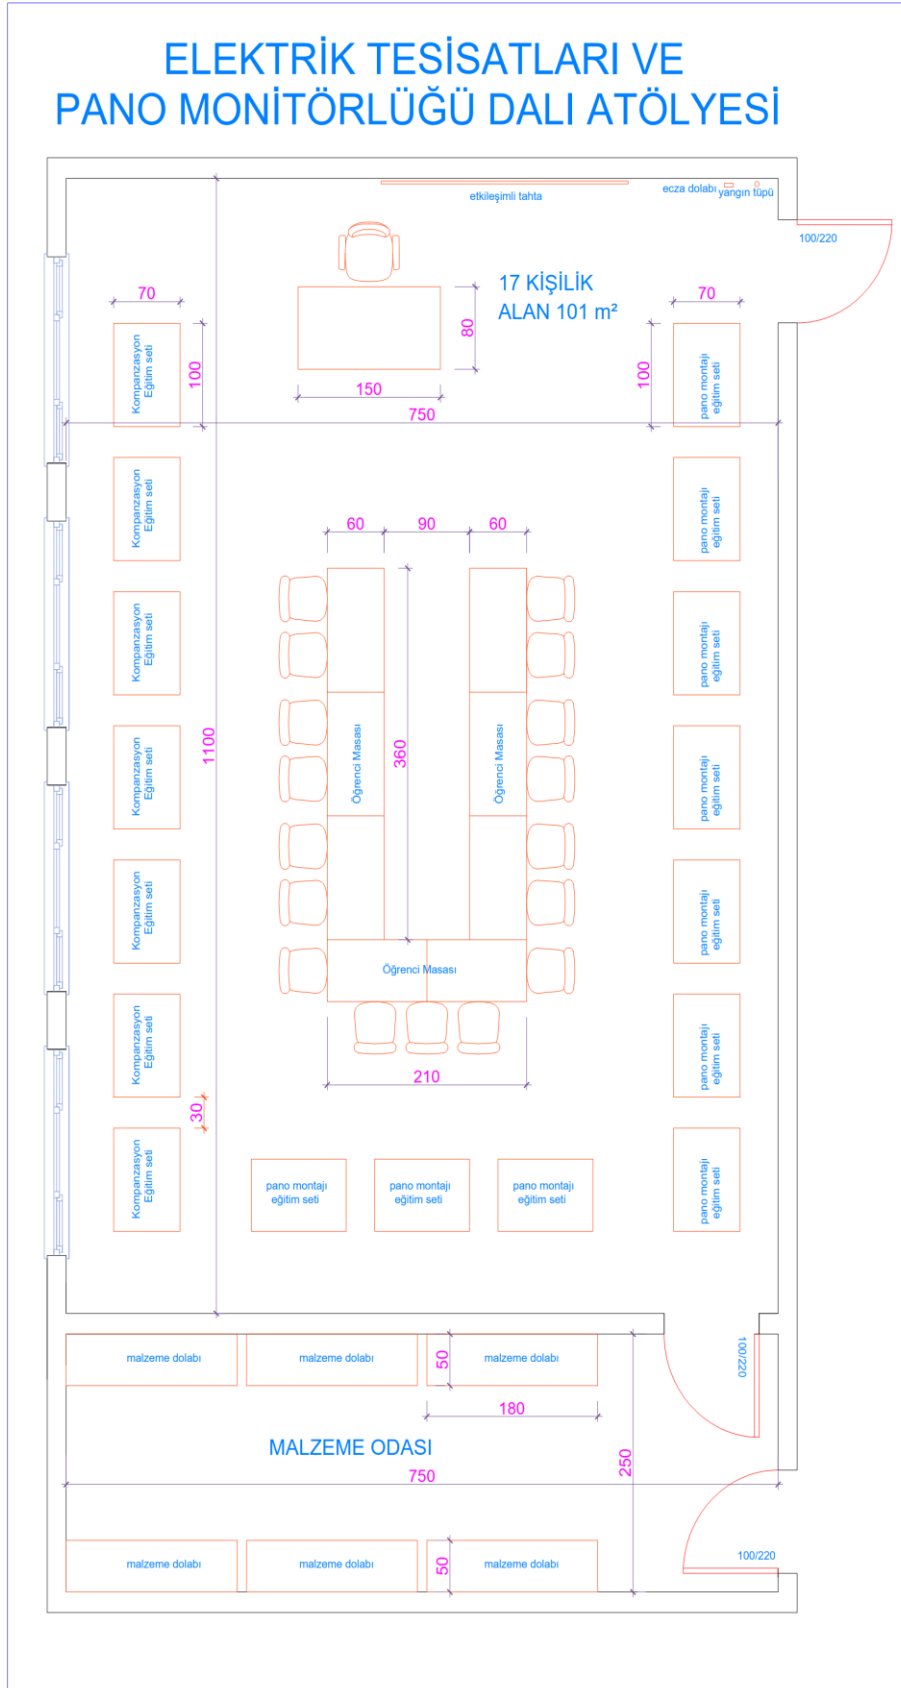 ELEKTRİK TESİSATLARI VE
PANO MONİTÖRLÜĞÜ DALI ATÖLYESİ
etkileşimli tahta
ecza dolabı
yangın tüpü
100/220
17 KİŞİLİK
ALAN 101 m²
70
70
80
100
100
150
750
Kompanzasyon
Eğitim seti
pano montajı
eğitim seti
Kompanzasyon
Eğitim seti
pano montajı
eğitim seti
60
90
60
Kompanzasyon
Eğitim seti
pano montajı
eğitim seti
1100
360
Öğrenci Masası
Öğrenci Masası
Kompanzasyon
Eğitim seti
pano montajı
eğitim seti
Kompanzasyon
Eğitim seti
pano montajı
eğitim seti
Öğrenci Masası
Kompanzasyon
Eğitim seti
pano montajı
eğitim seti
210
30
Kompanzasyon
Eğitim seti
pano montajı
eğitim seti
pano montajı
eğitim seti
pano montajı
eğitim seti
pano montajı
eğitim seti
malzeme dolabı
malzeme dolabı
50
malzeme dolabı
100/220
180
MALZEME ODASI
250
750
malzeme dolabı
malzeme dolabı
50
malzeme dolabı
100/220